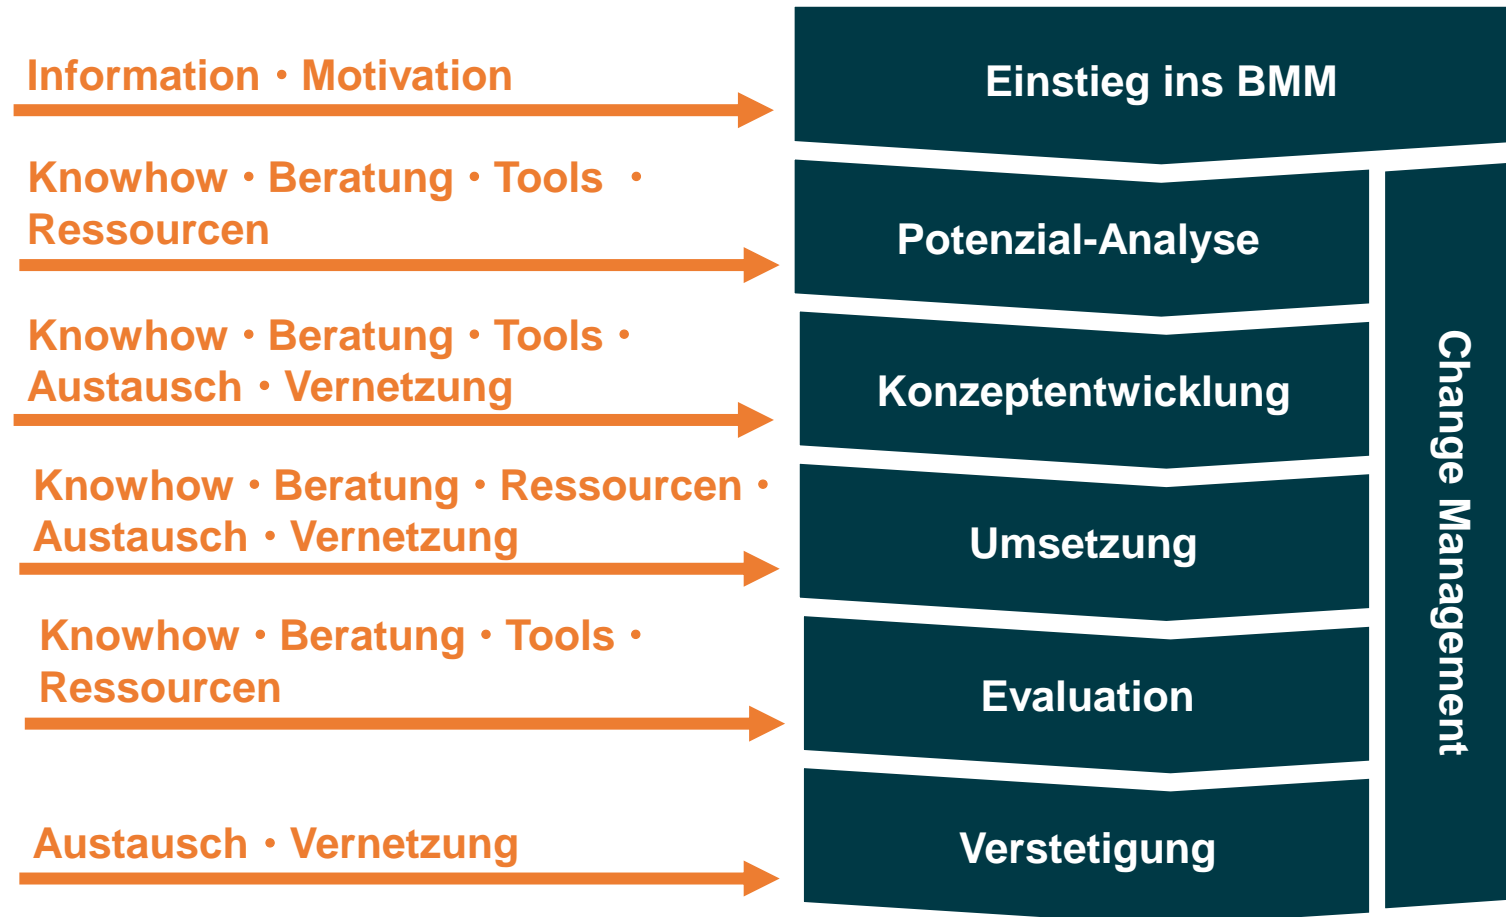 Information • Motivation
Einstieg ins BMM
Knowhow • Beratung • Tools •
Ressourcen
Potenzial-Analyse
Knowhow • Beratung • Tools •
Austausch • Vernetzung
Konzeptentwicklung
Knowhow • Beratung • Ressourcen •
Austausch • Vernetzung
Umsetzung
Knowhow • Beratung • Tools •
Ressourcen
Evaluation
Austausch • Vernetzung
Verstetigung
Change Management